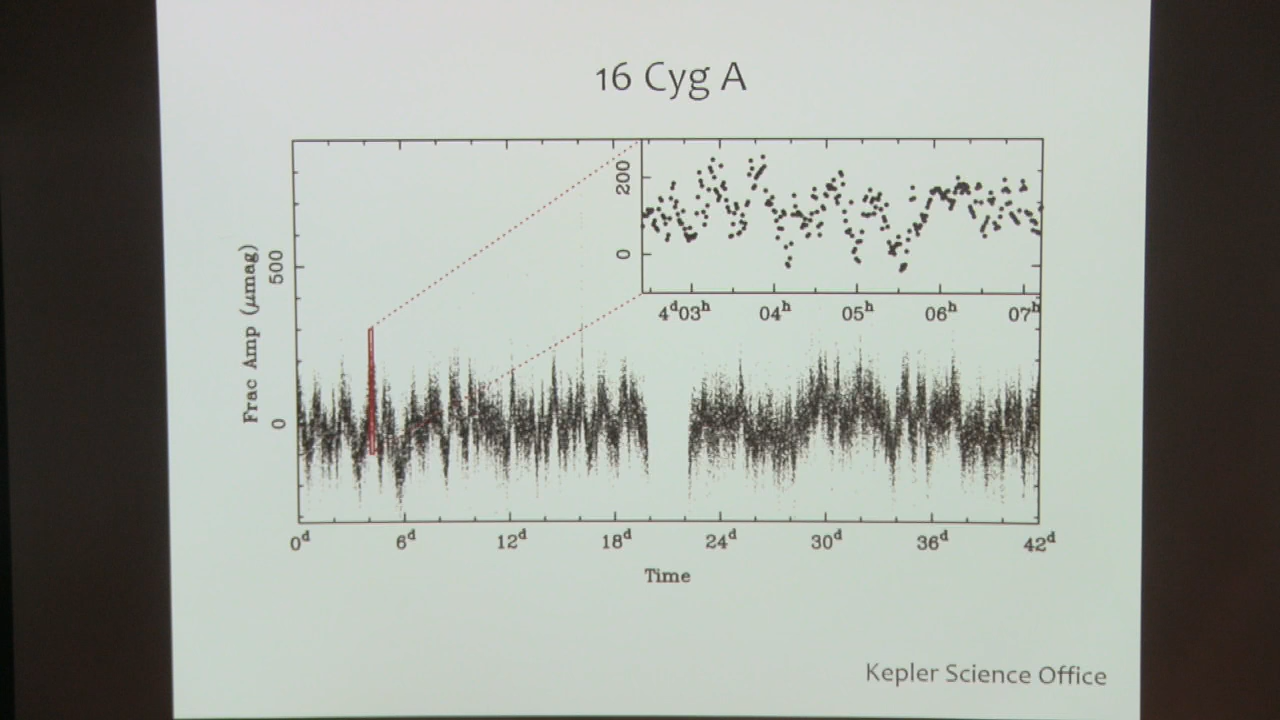 16 Cyg A
Frac Amp (μmag)
500
0
200
0
4ᵈ03ʰ 04ʰ 05ʰ 06ʰ 07ʰ
0ᵈ 6ᵈ 12ᵈ 18ᵈ 24ᵈ 30ᵈ 36ᵈ 42ᵈ
Time
Kepler Science Office